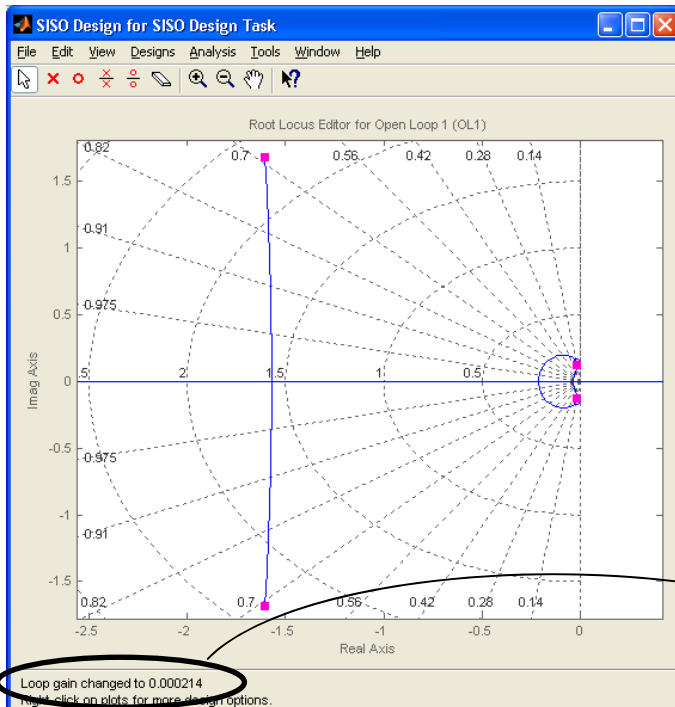 SISO Design for SISO Design Task
File Edit View Designs Analysis Tools Window Help
Root Locus Editor for Open Loop 1 (OL1)
0.82 0.7 0.56 0.42 0.28 0.14
1.5
0.91
1
0.975
0.5
.5 2 1.5 1 0.5
0
Imag Axis
-0.5
0.975
-1
0.91
-1.5
0.82 0.7 0.56 0.42 0.28 0.14
-2.5 -2 -1.5 -1 -0.5 0
Real Axis
Loop gain changed to 0.000214
Right-click on plots for more design options.